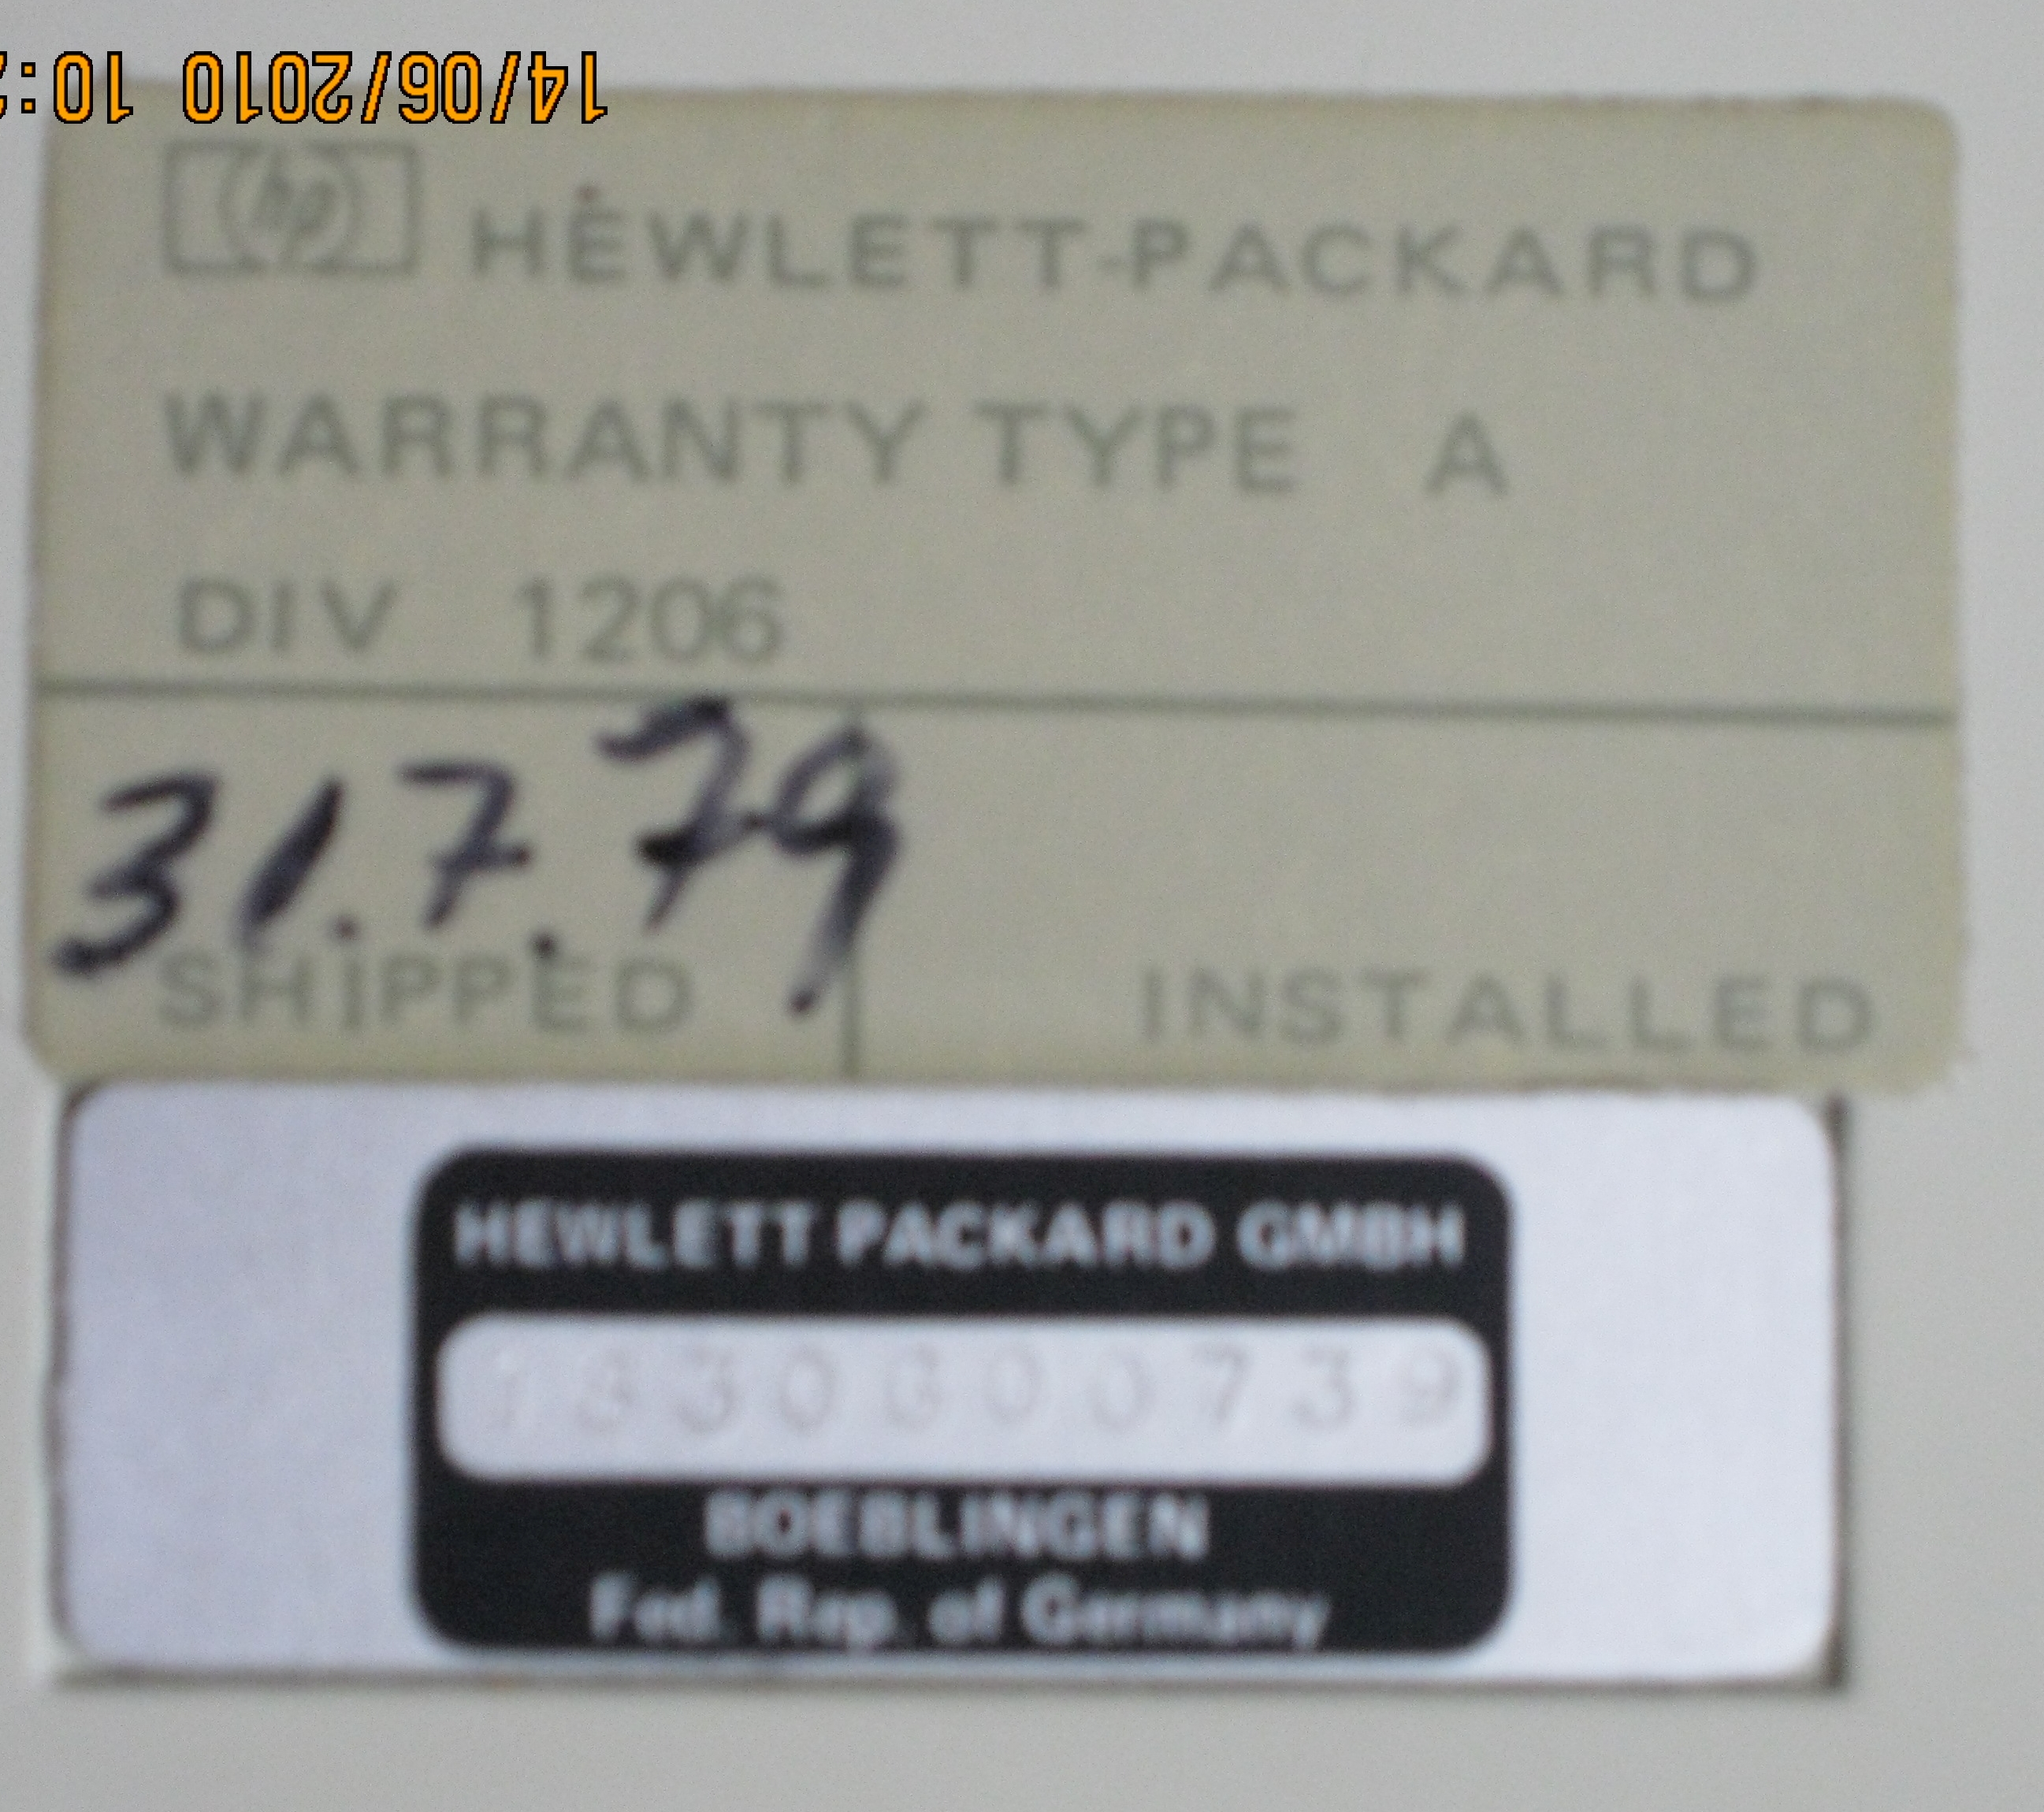 14/06/2010 10:
hp HEWLETT-PACKARD
WARRANTY TYPE A
DIV 1206
31.7.79
SHIPPED INSTALLED
HEWLETT PACKARD GMBH
BOEBLINGEN
Fed. Rep. of Germany